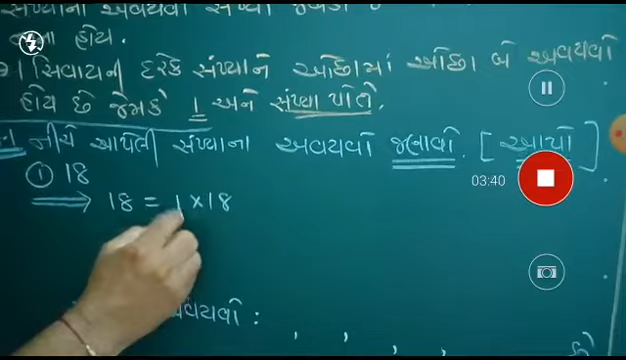 સંખ્યાના અવયવો સંખ્યા
હોય.
1 સિવાયની દરેક સંખ્યાને ઓછામાં ઓછા બે અવયવો
હોય છે જેમકે 1 અને સંખ્યા પોતે.
નીચે આપેલી સંખ્યાના અવયવો જણાવો. [આપો]
① 18
⟹ 18 = 1 × 18
03:40
અવયવો :